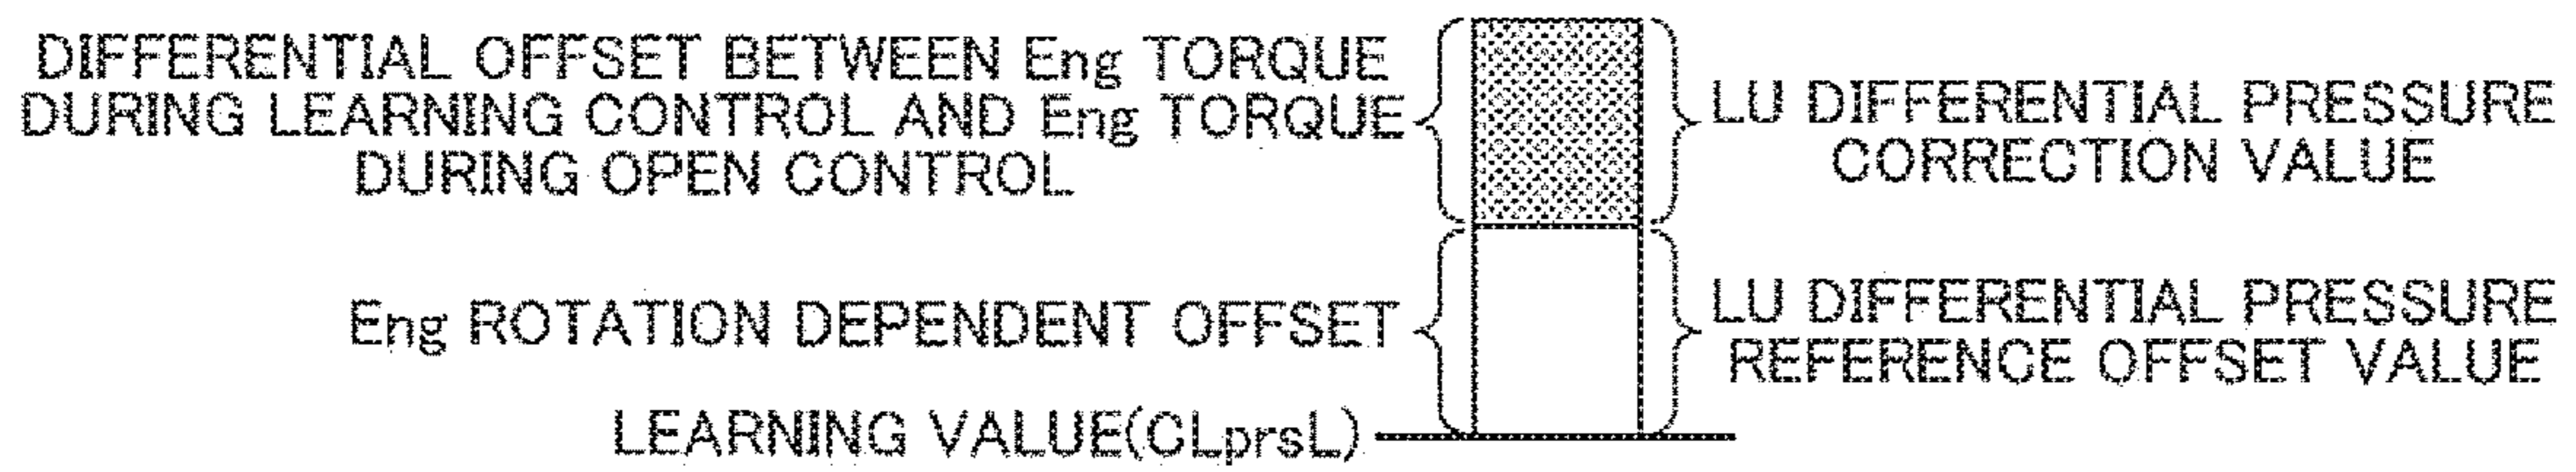 DIFFERENTIAL OFFSET BETWEEN Eng TORQUE
DURING LEARNING CONTROL AND Eng TORQUE
DURING OPEN CONTROL
LU DIFFERENTIAL PRESSURE
CORRECTION VALUE
Eng ROTATION DEPENDENT OFFSET
LU DIFFERENTIAL PRESSURE
REFERENCE OFFSET VALUE
LEARNING VALUE(CLprsL)